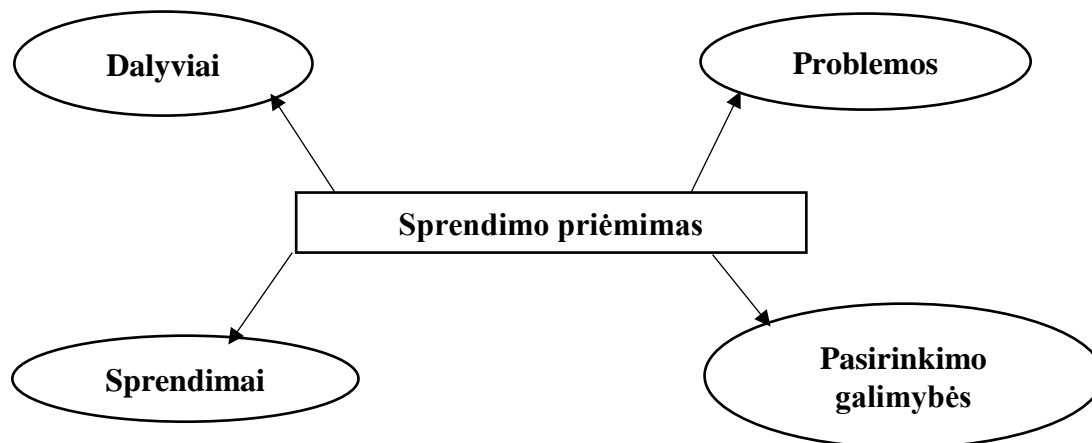 Dalyviai
Problemos
Sprendimo priėmimas
Sprendimai
Pasirinkimo
galimybės